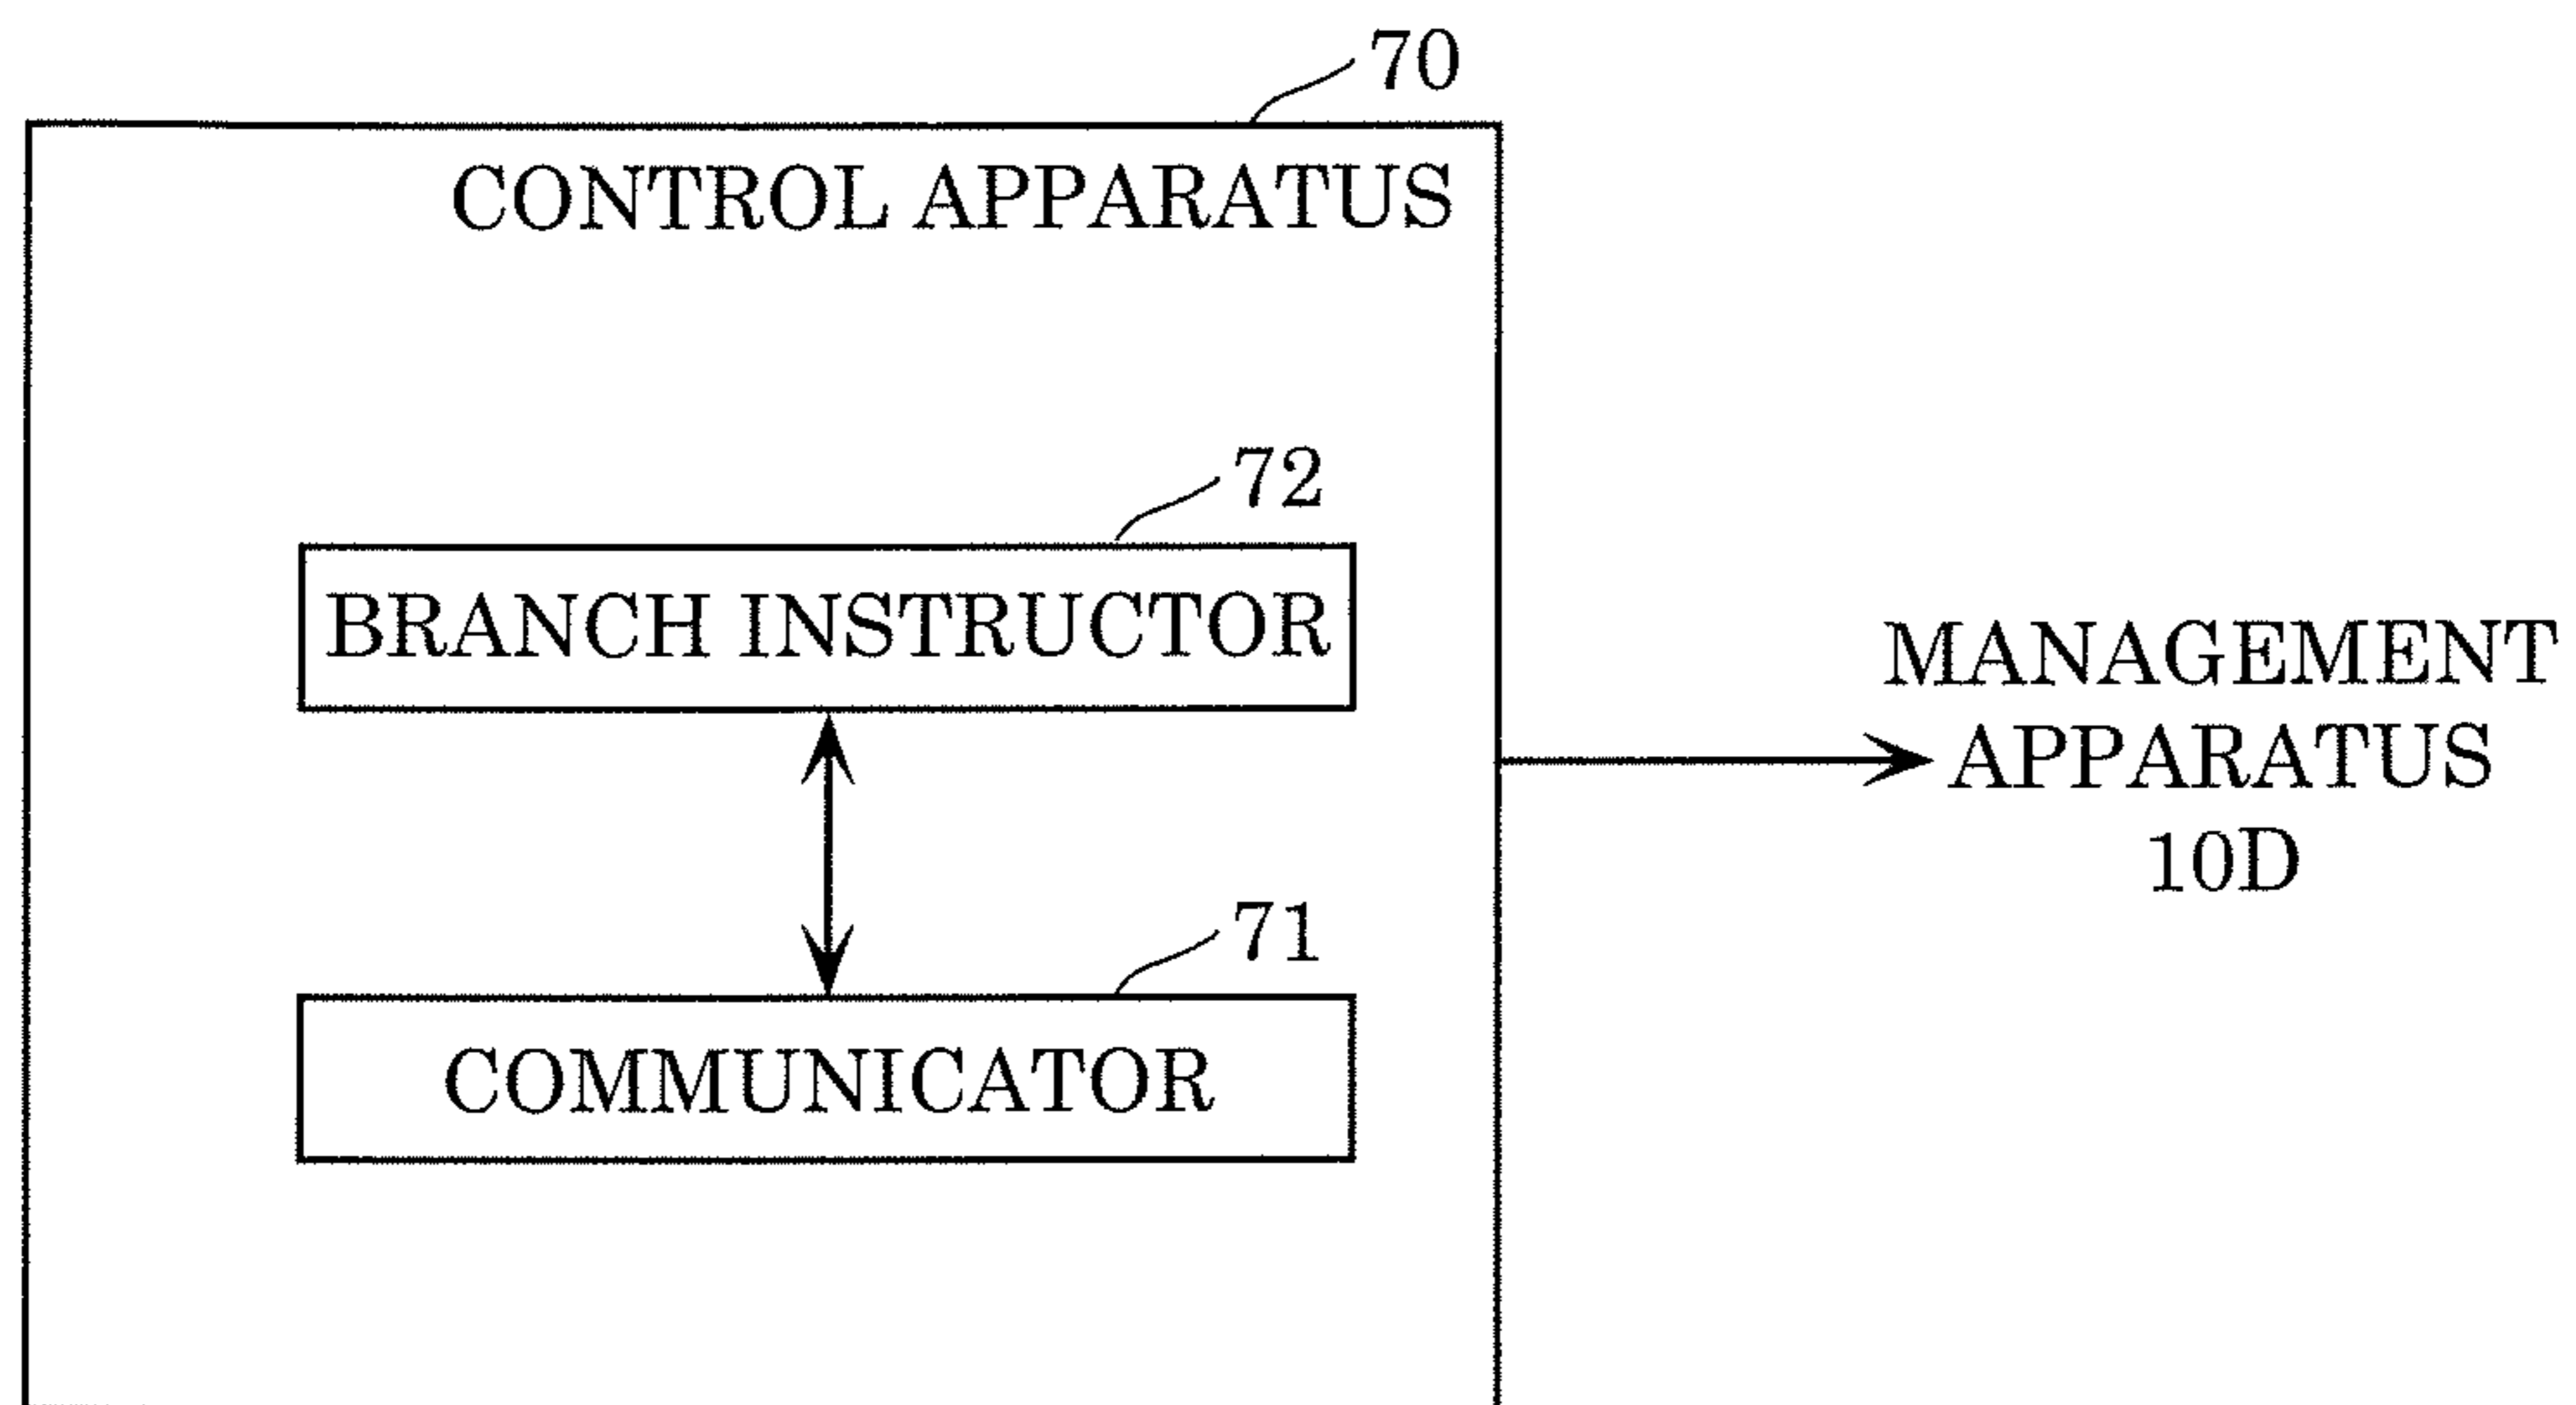 70
CONTROL APPARATUS
72
BRANCH INSTRUCTOR
MANAGEMENT
APPARATUS
10D
71
COMMUNICATOR